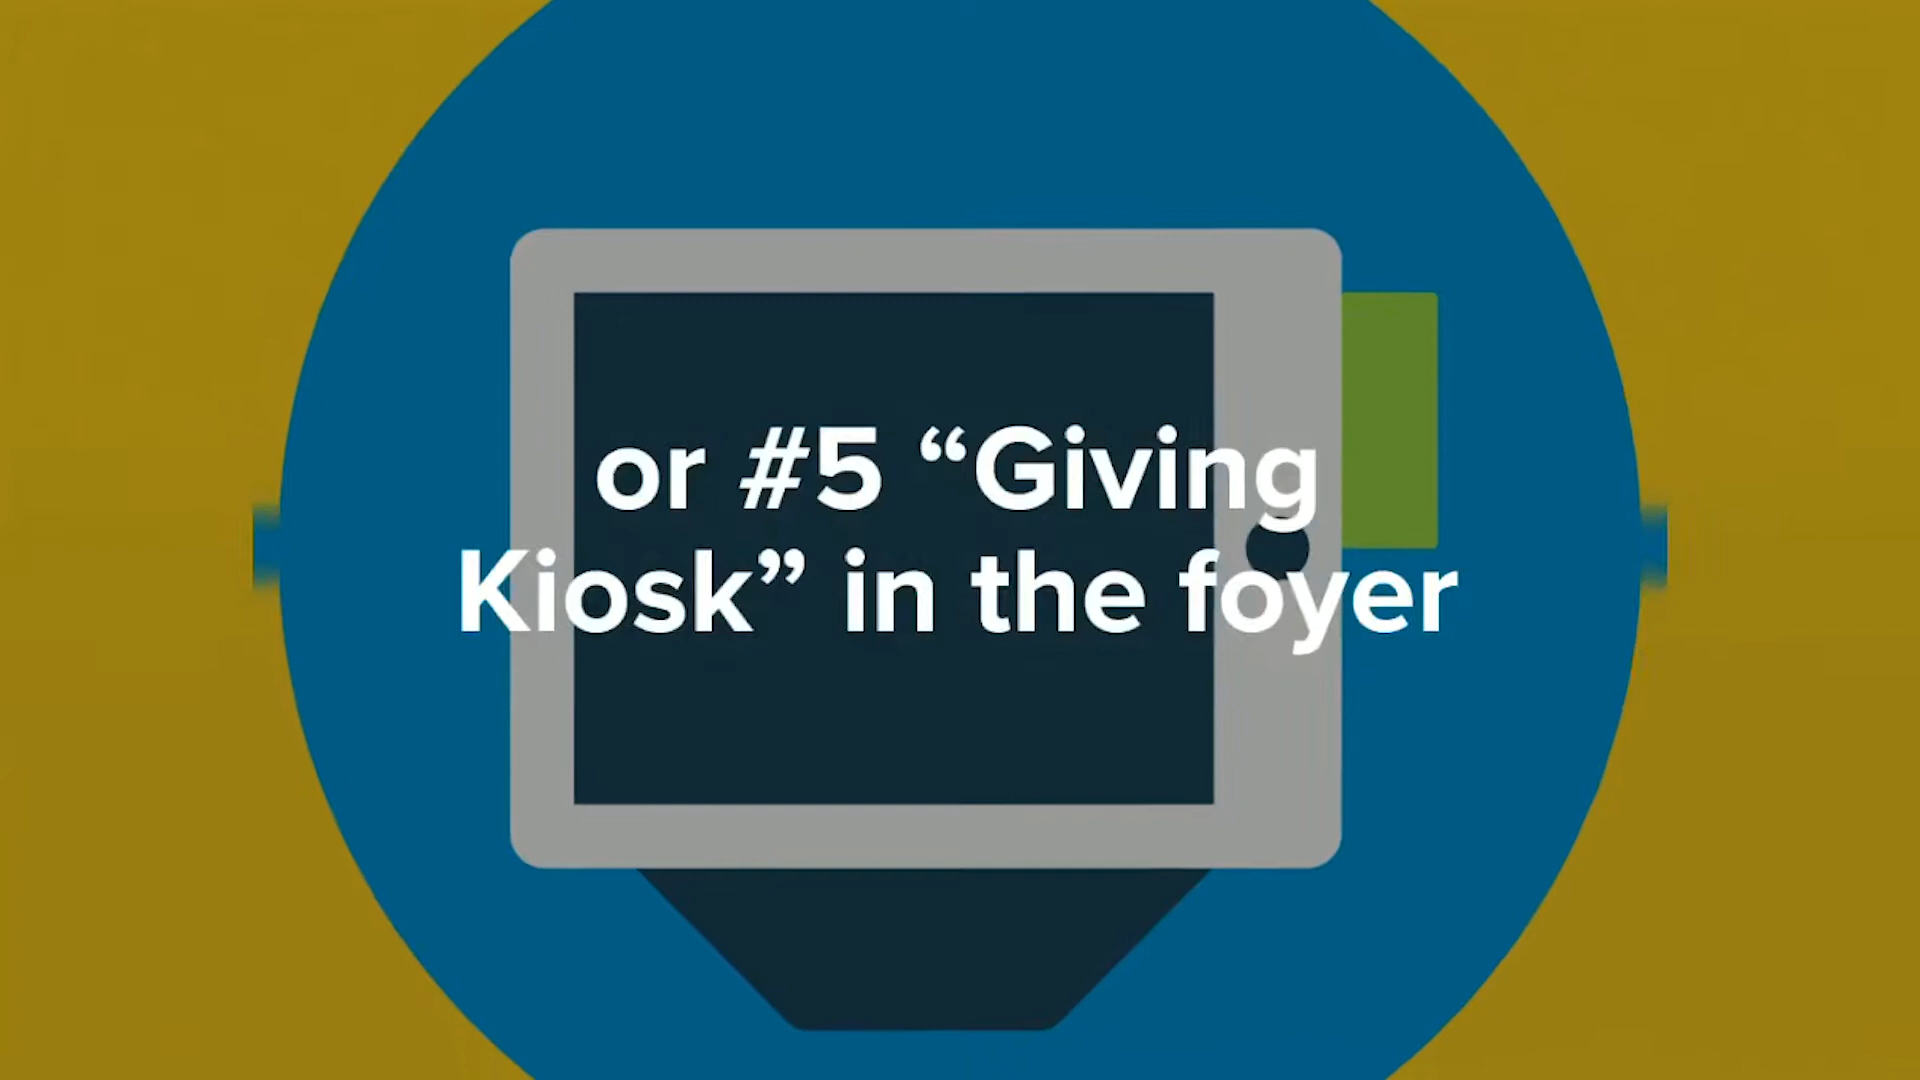 or #5 “Giving
Kiosk” in the foyer